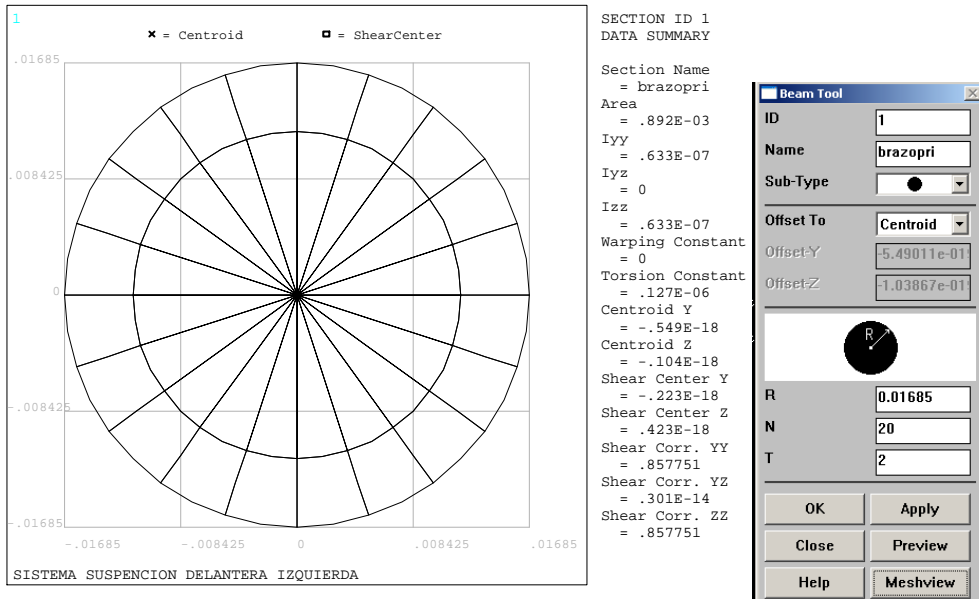 1
× = Centroid
□ = ShearCenter
.01685
.008425
0
-.008425
-.01685
-.01685
-.008425
0
.008425
.01685
SISTEMA SUSPENCION DELANTERA IZQUIERDA
SECTION ID 1
DATA SUMMARY
Section Name
= brazopri
Area
= .892E-03
Iyy
= .633E-07
Iyz
= 0
Izz
= .633E-07
Warping Constant
= 0
Torsion Constant
= .127E-06
Centroid Y
= -.549E-18
Centroid Z
= -.104E-18
Shear Center Y
= -.223E-18
Shear Center Z
= .423E-18
Shear Corr. YY
= .857751
Shear Corr. YZ
= .301E-14
Shear Corr. ZZ
= .857751
Beam Tool
ID 1
Name brazopri
Sub-Type
Offset To Centroid
Offset-Y -5.49011e-01
Offset-Z -1.03867e-01
R
R 0.01685
N 20
T 2
OK Apply
Close Preview
Help Meshview